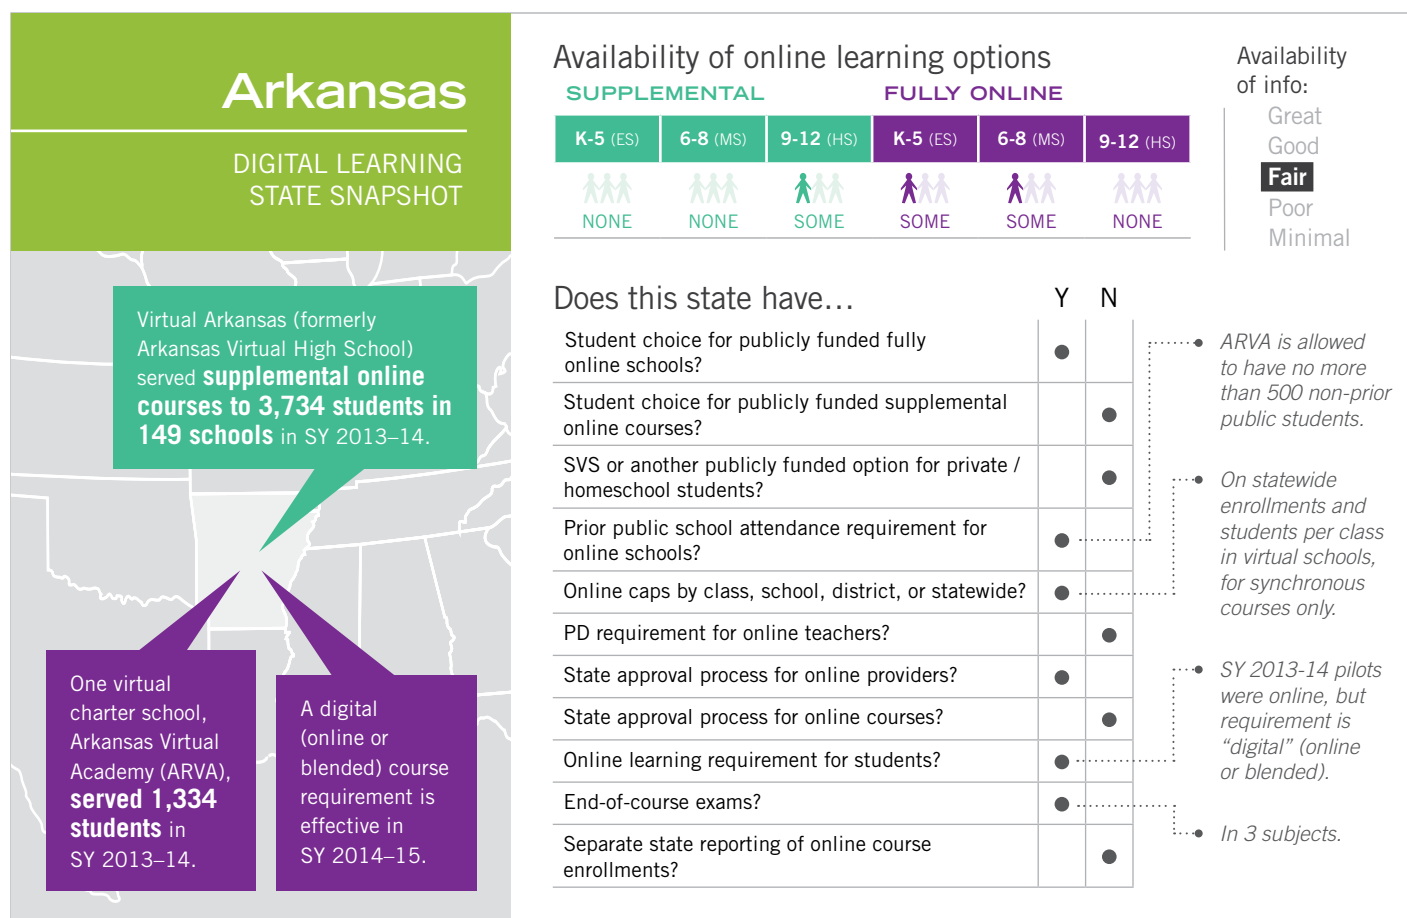 Arkansas
DIGITAL LEARNING
STATE SNAPSHOT
Virtual Arkansas (formerly
Arkansas Virtual High School)
served supplemental online
courses to 3,734 students in
149 schools in SY 2013–14.
One virtual
charter school,
Arkansas Virtual
Academy (ARVA),
served 1,334
students in
SY 2013–14.
A digital
(online or
blended) course
requirement is
effective in
SY 2014–15.
Availability of online learning options
SUPPLEMENTAL FULLY ONLINE
K-5 (ES) 6-8 (MS) 9-12 (HS) K-5 (ES) 6-8 (MS) 9-12 (HS)
NONE NONE SOME SOME SOME NONE
Availability
of info:
Great
Good
Fair
Poor
Minimal
Does this state have... Y N
Student choice for publicly funded fully
online schools?
Student choice for publicly funded supplemental
online courses?
SVS or another publicly funded option for private /
homeschool students?
Prior public school attendance requirement for
online schools?
Online caps by class, school, district, or statewide?
PD requirement for online teachers?
State approval process for online providers?
State approval process for online courses?
Online learning requirement for students?
End-of-course exams?
Separate state reporting of online course
enrollments?
ARVA is allowed
to have no more
than 500 non-prior
public students.
On statewide
enrollments and
students per class
in virtual schools,
for synchronous
courses only.
SY 2013-14 pilots
were online, but
requirement is
“digital” (online
or blended).
In 3 subjects.